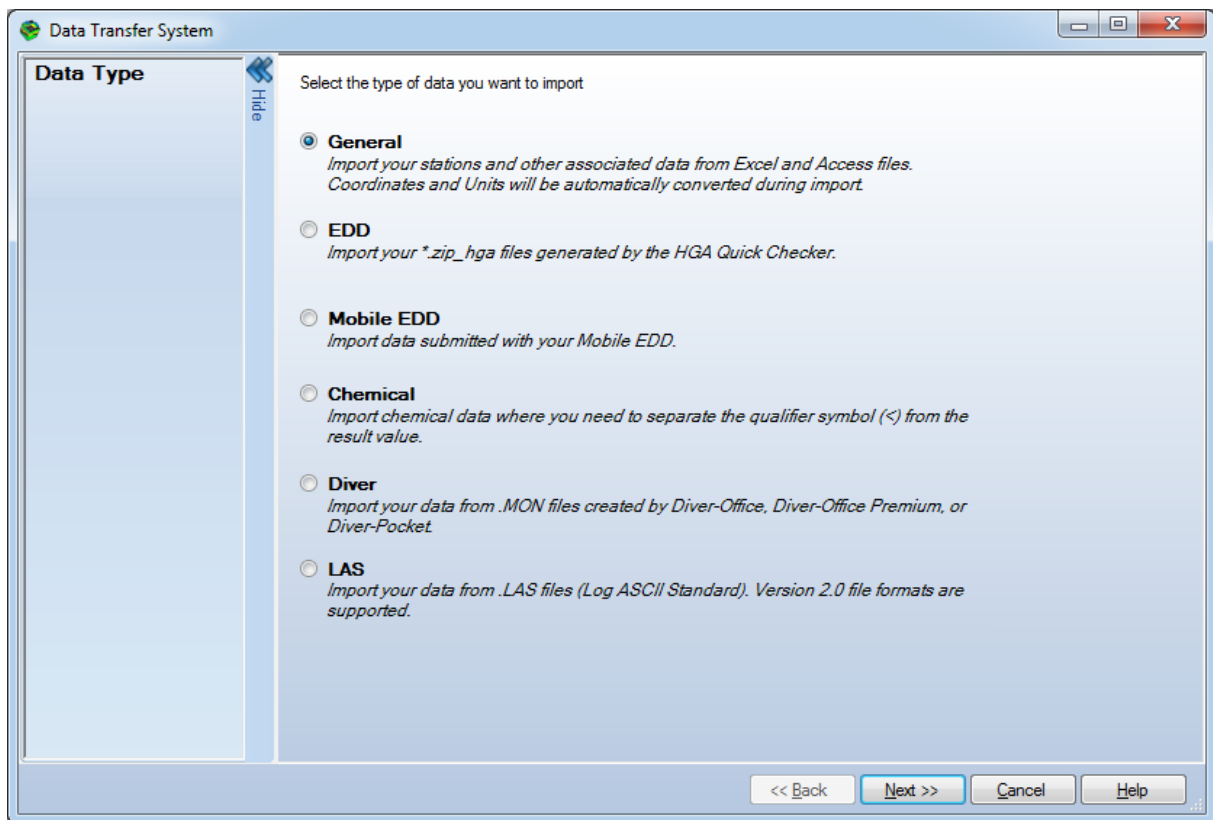 Data Transfer System
Data Type
Hide
Select the type of data you want to import
General
Import your stations and other associated data from Excel and Access files.
Coordinates and Units will be automatically converted during import.
EDD
Import your *.zip_hga files generated by the HGA Quick Checker.
Mobile EDD
Import data submitted with your Mobile EDD.
Chemical
Import chemical data where you need to separate the qualifier symbol (<) from the
result value.
Diver
Import your data from .MON files created by Diver-Office, Diver-Office Premium, or
Diver-Pocket.
LAS
Import your data from .LAS files (Log ASCII Standard). Version 2.0 file formats are
supported.
<< Back
Next >>
Cancel
Help